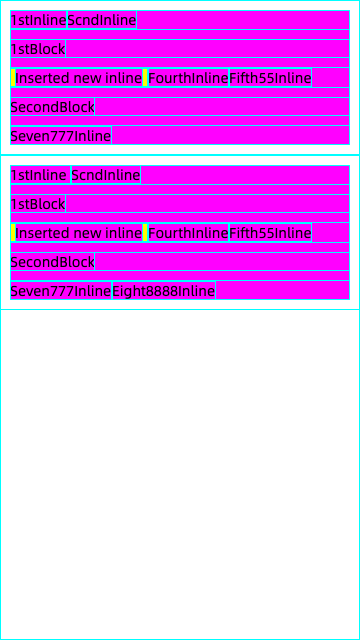 1stInlineScndInline
1stBlock
Inserted new inline FourthInlineFifth55Inline
SecondBlock
Seven777Inline
1stInline ScndInline
1stBlock
Inserted new inline FourthInlineFifth55Inline
SecondBlock
Seven777InlineEight8888Inline